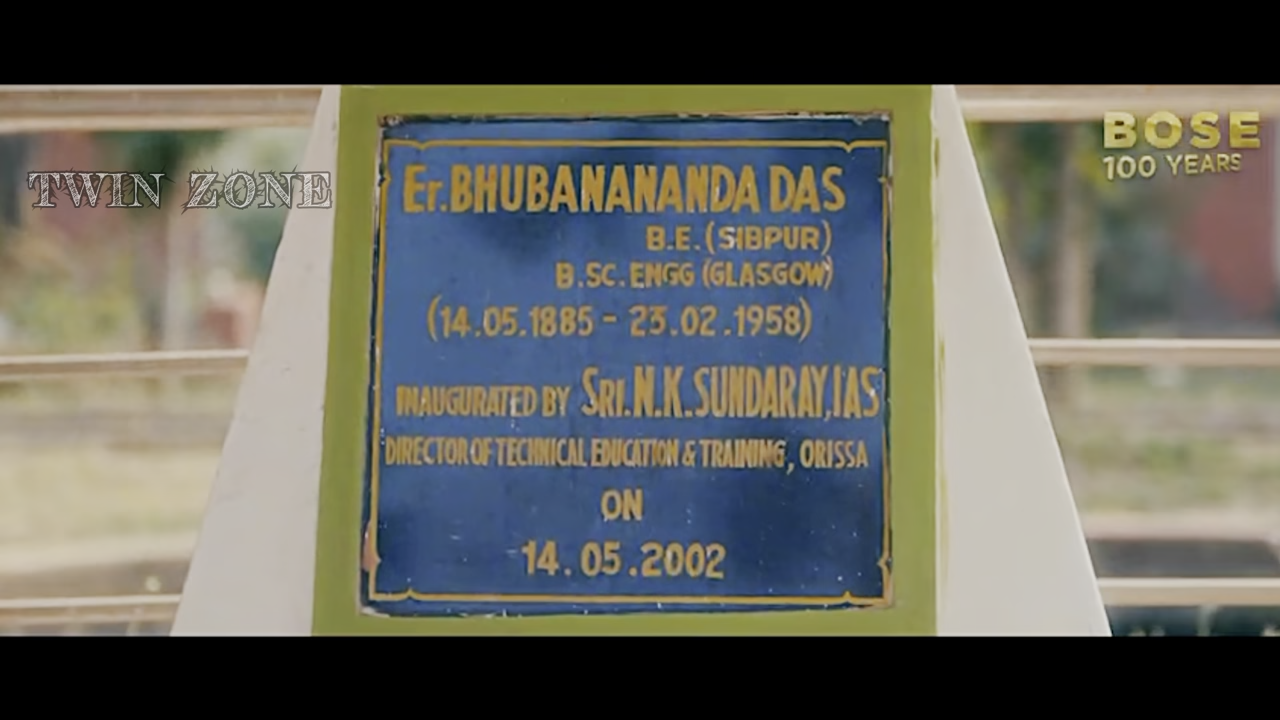 TWIN ZONE
BOSE
100 YEARS
Er. BHUBANANANDA DAS
B.E. (SIBPUR)
B.SC. ENGG (GLASGOW)
(14.05.1885 - 23.02.1958)
INAUGURATED BY SRI. N.K. SUNDARAY, IAS
DIRECTOR OF TECHNICAL EDUCATION & TRAINING, ORISSA
ON
14.05.2002